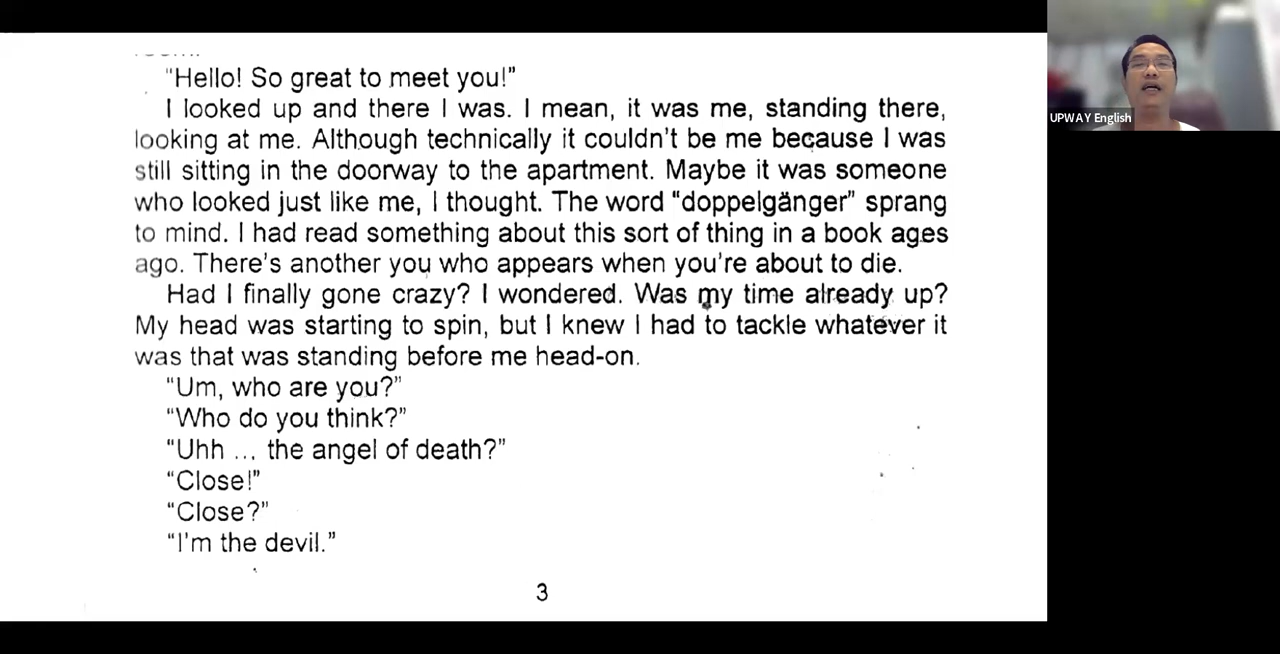 "Hello! So great to meet you!"
I looked up and there I was. I mean, it was me, standing there,
looking at me. Although technically it couldn't be me because I was
still sitting in the doorway to the apartment. Maybe it was someone
who looked just like me, I thought. The word "doppelgänger" sprang
to mind. I had read something about this sort of thing in a book ages
ago. There's another you who appears when you're about to die.
Had I finally gone crazy? I wondered. Was my time already up?
My head was starting to spin, but I knew I had to tackle whatever it
was that was standing before me head-on.
"Um, who are you?"
"Who do you think?"
"Uhh ... the angel of death?"
"Close!"
"Close?"
"I'm the devil."
3
UPWAY English